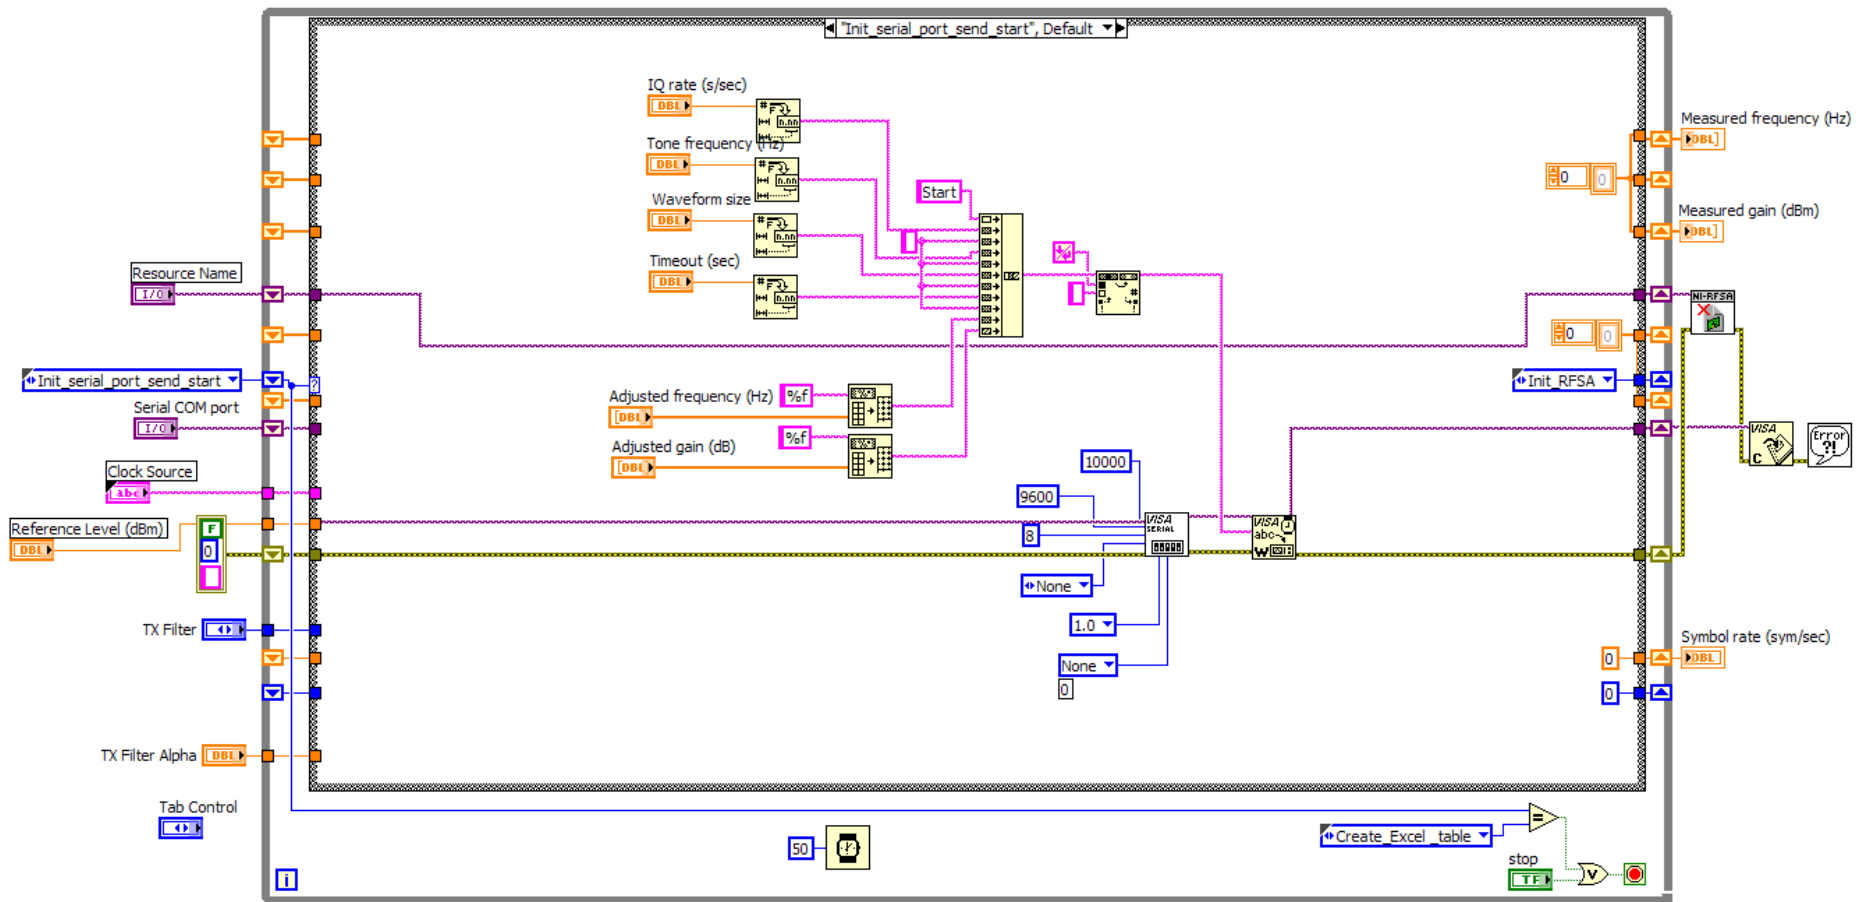 "Init_serial_port_send_start", Default
IQ rate (s/sec)
DBL
Tone frequency (Hz)
DBL
Waveform size
DBL
Timeout (sec)
DBL
Start
Measured frequency (Hz)
DBL]
0
0
Measured gain (dBm)
DBL]
Resource Name
I/O
NI-RFSA
0
0
Init_serial_port_send_start
?
Init_RFSA
Serial COM port
I/O
Adjusted frequency (Hz)
%f
[DBL
%f
Adjusted gain (dB)
[DBL
VISA
C
Error
?!
Clock Source
abc
10000
9600
8
Reference Level (dBm)
DBL
F
0
VISA
SERIAL
VISA
abc
W
None
1.0
None
0
TX Filter
Symbol rate (sym/sec)
0
DBL
0
TX Filter Alpha
DBL
Tab Control
50
Create_Excel _table
=
stop
TF
V
i